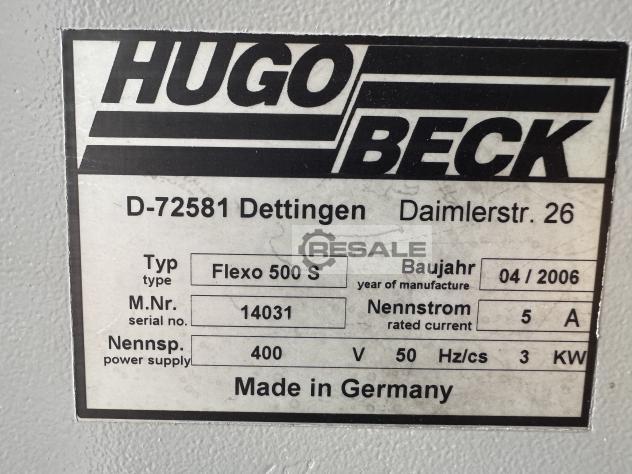 HUGO
BECK
D-72581 Dettingen Daimlerstr. 26
RESALE
Typ Flexo 500 S Baujahr 04 / 2006
type year of manufacture
M.Nr. 14031 Nennstrom 5 A
serial no. rated current
Nennsp. 400 V 50 Hz/cs 3 KW
power supply
Made in Germany